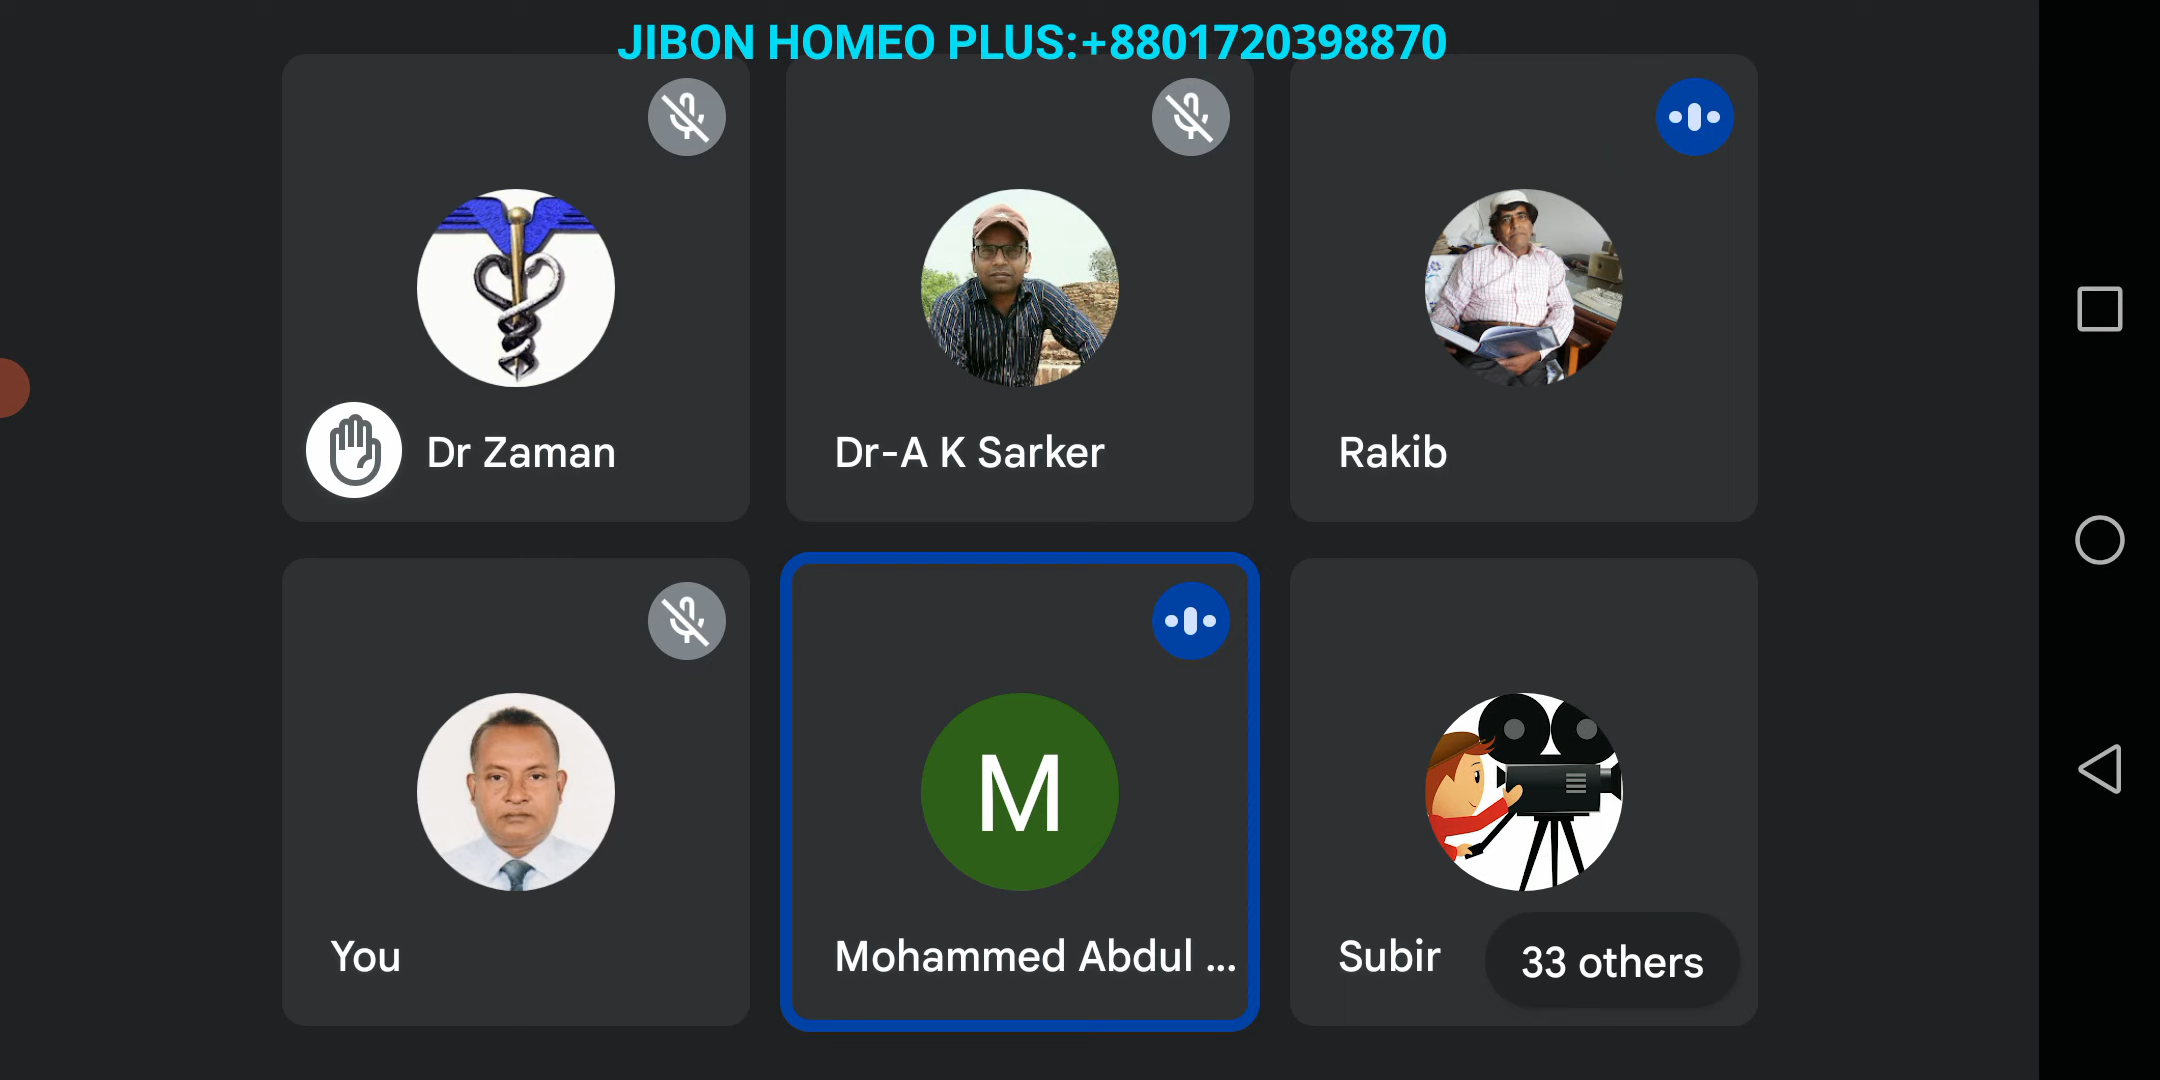 JIBON HOMEO PLUS:+8801720398870
Dr Zaman
Dr-A K Sarker
Rakib
You
M
Mohammed Abdul ...
Subir
33 others